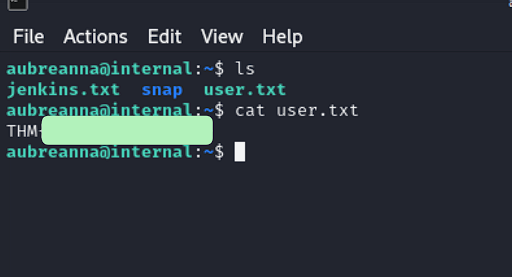 File Actions Edit View Help
aubreanna@internal:~$ ls
jenkins.txt snap user.txt
aubreanna@internal:~$ cat user.txt
THM
aubreanna@internal:~$